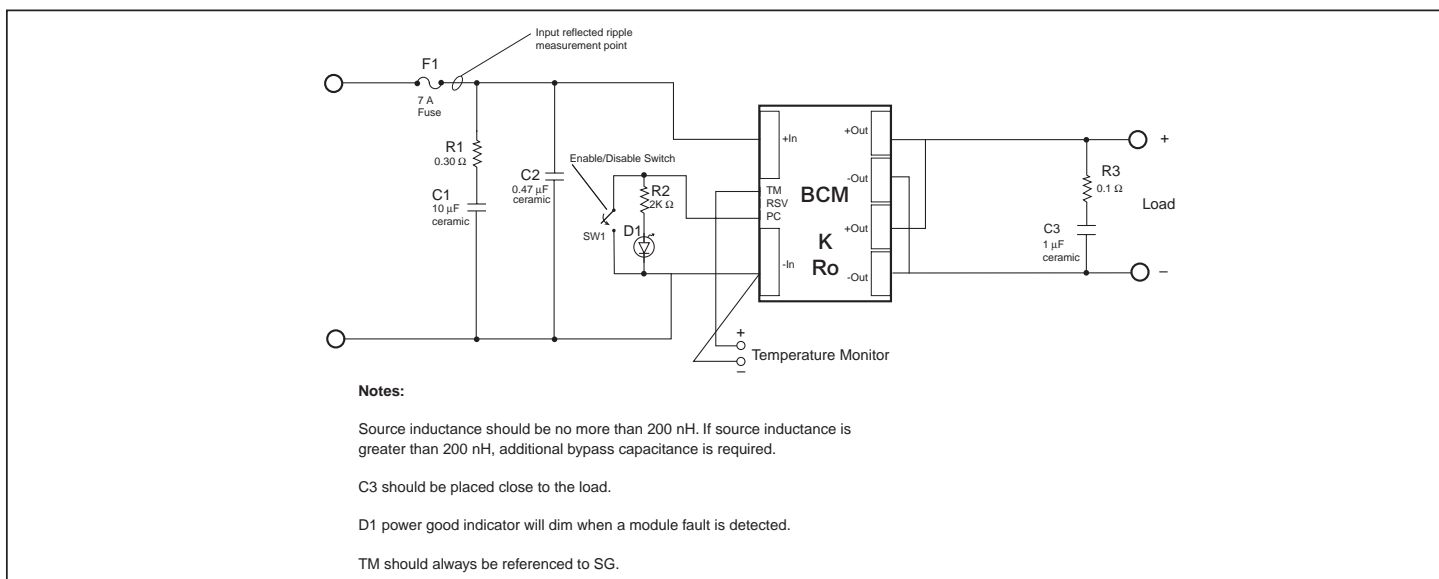 Input reflected ripple
measurement point
F1
7 A
Fuse
R1
0.30 Ω
C1
10 µF
ceramic
C2
0.47 µF
ceramic
Enable/Disable Switch
SW1
R2
2K Ω
D1
+In
TM
RSV
PC
-In
BCM
K
Ro
+Out
-Out
+Out
-Out
+
–
R3
0.1 Ω
C3
1 µF
ceramic
Load
+
Temperature Monitor
–
Notes:
Source inductance should be no more than 200 nH. If source inductance is
greater than 200 nH, additional bypass capacitance is required.
C3 should be placed close to the load.
D1 power good indicator will dim when a module fault is detected.
TM should always be referenced to SG.